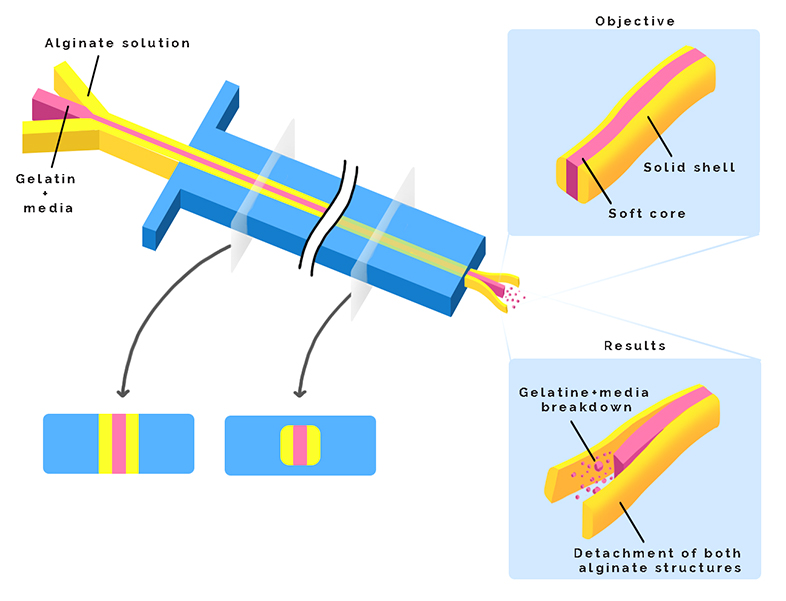 Objective
Alginate solution
Solid shell
Gelatin
+
media
Soft core
Results
Gelatine+media
breakdown
Detachment of both
alginate structures